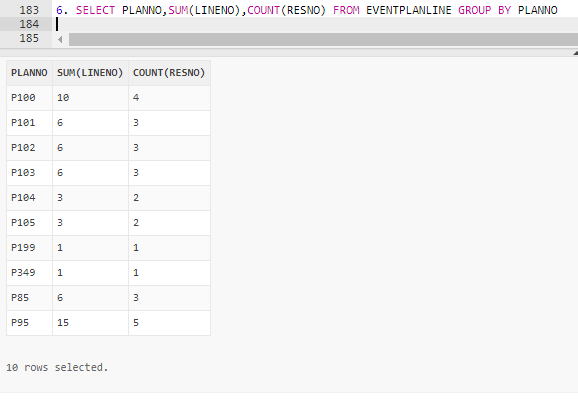 183 6. SELECT PLANNO,SUM(LINENO),COUNT(RESNO) FROM EVENTPLANLINE GROUP BY PLANNO
184
185
PLANNO SUM(LINENO) COUNT(RESNO)
P100 10 4
P101 6 3
P102 6 3
P103 6 3
P104 3 2
P105 3 2
P199 1 1
P349 1 1
P85 6 3
P95 15 5
10 rows selected.